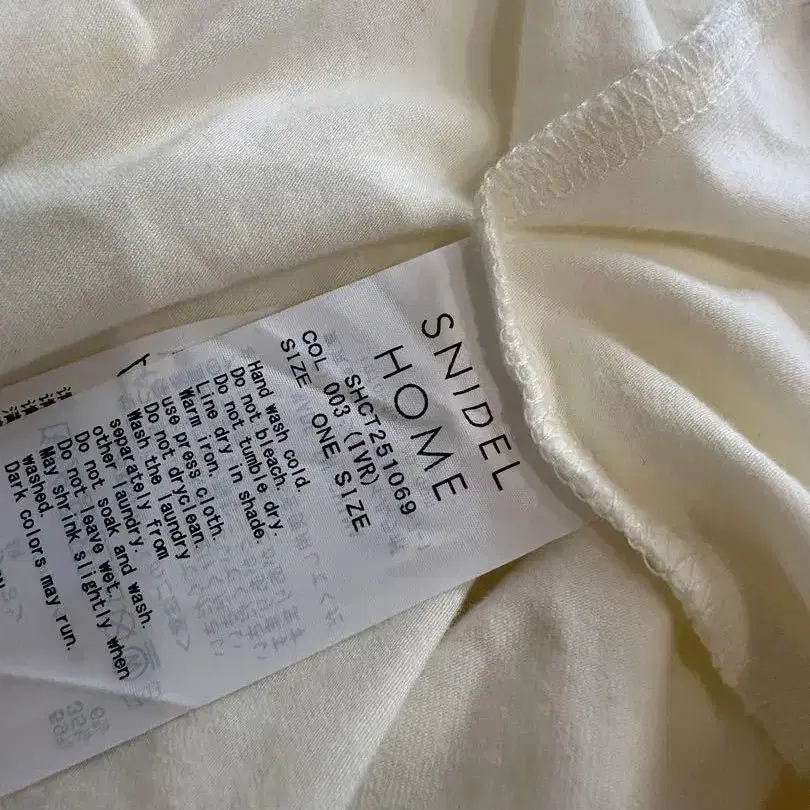 SNIDEL
HOME
SHCT251069
COL 003 (IVR)
SIZE ONE SIZE
Hand wash cold.
Do not bleach.
Do not tumble dry.
Line dry in shade.
Warm iron.
use press cloth.
Do not dryclean.
Wash the laundry
separately from
other laundry.
Do not soak and wash.
Do not leave wet.
May shrink slightly when
washed.
Dark colors may run.